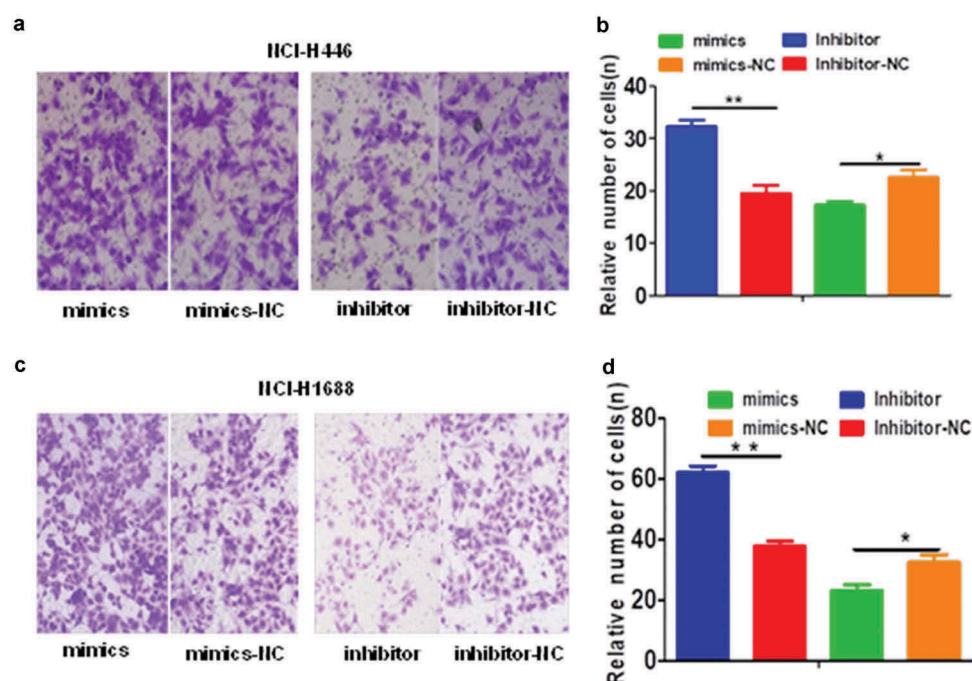 a
NCI-H446
mimics mimics-NC inhibitor inhibitor-NC
b
mimics Inhibitor
mimics-NC Inhibitor-NC
Relative number of cells(n)
40
30
20
10
0
**
*
c
NCI-H1688
mimics mimics-NC inhibitor inhibitor-NC
d
mimics Inhibitor
mimics-NC Inhibitor-NC
Relative number of cells(n)
80
60
40
20
0
* *
*